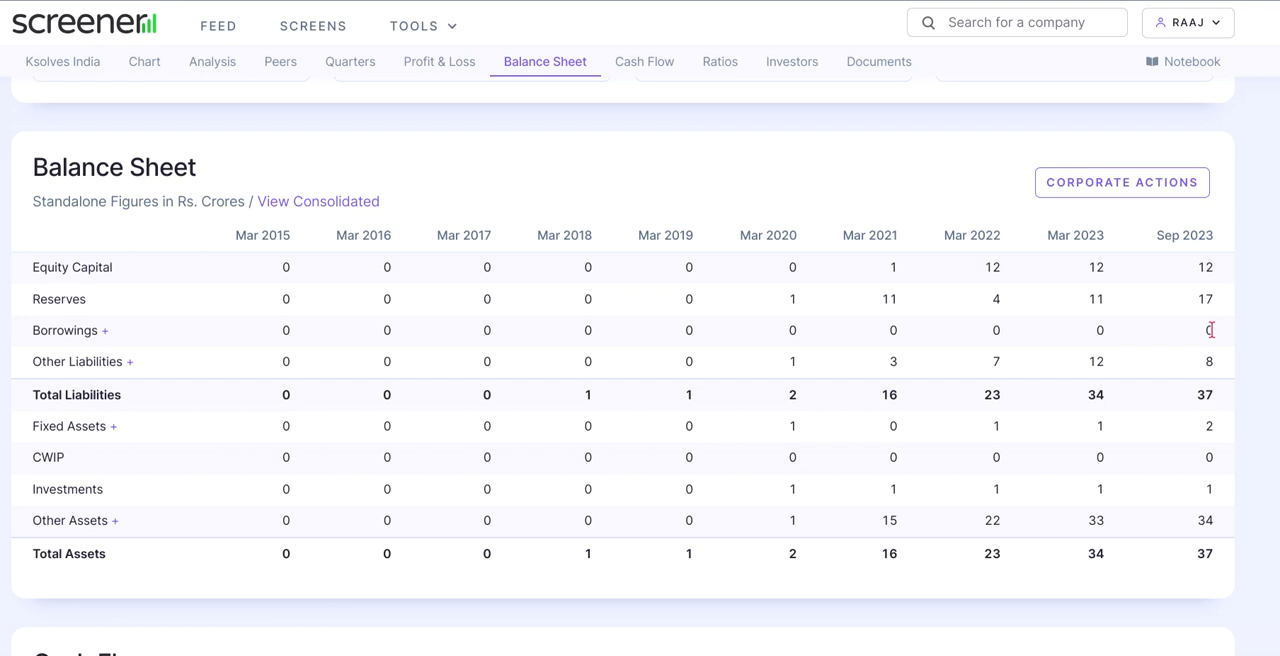 screener
FEED SCREENS TOOLS
Search for a company
RAAJ
Ksolves India Chart Analysis Peers Quarters Profit & Loss Balance Sheet Cash Flow Ratios Investors Documents Notebook
Balance Sheet
CORPORATE ACTIONS
Standalone Figures in Rs. Crores / View Consolidated
Mar 2015 Mar 2016 Mar 2017 Mar 2018 Mar 2019 Mar 2020 Mar 2021 Mar 2022 Mar 2023 Sep 2023
Equity Capital 0 0 0 0 0 0 1 12 12 12
Reserves 0 0 0 0 0 1 11 4 11 17
Borrowings + 0 0 0 0 0 0 0 0 0 0
Other Liabilities + 0 0 0 0 0 1 3 7 12 8
Total Liabilities 0 0 0 1 1 2 16 23 34 37
Fixed Assets + 0 0 0 0 0 1 0 1 1 2
CWIP 0 0 0 0 0 0 0 0 0 0
Investments 0 0 0 0 0 1 1 1 1 1
Other Assets + 0 0 0 0 0 1 15 22 33 34
Total Assets 0 0 0 1 1 2 16 23 34 37